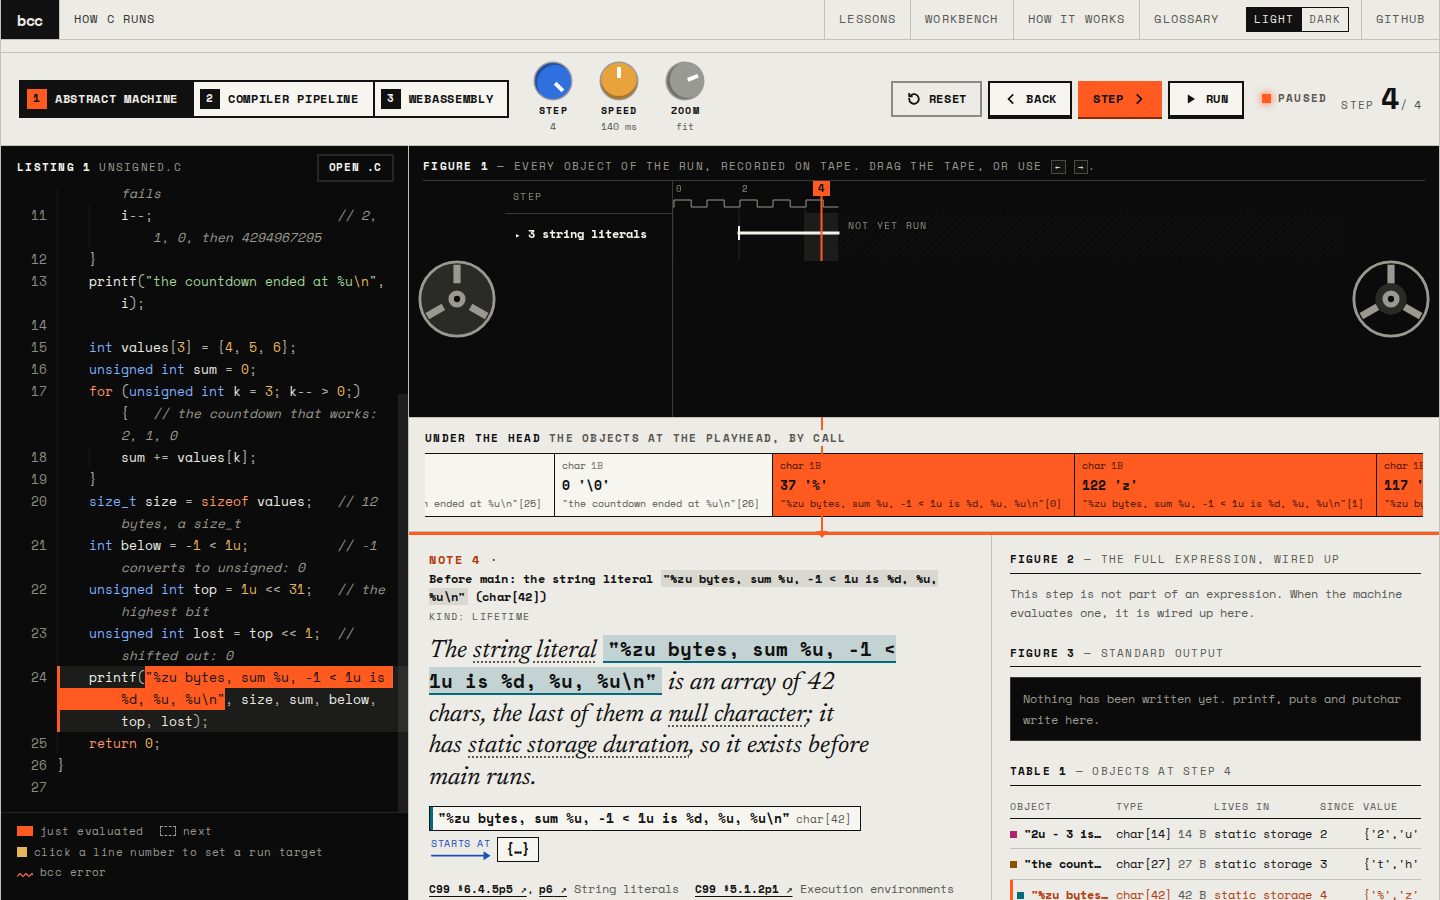 bcc HOW C RUNS LESSONS WORKBENCH HOW IT WORKS GLOSSARY LIGHT DARK GITHUB
1 ABSTRACT MACHINE 2 COMPILER PIPELINE 3 WEBASSEMBLY
STEP SPEED ZOOM
4 140 ms fit
RESET BACK STEP RUN PAUSED STEP 4 / 4
LISTING 1 UNSIGNED.C OPEN .C
fails
11 i--; // 2,
1, 0, then 4294967295
12 }
13 printf("the countdown ended at %u\n",
i);
14
15 int values[3] = {4, 5, 6};
16 unsigned int sum = 0;
17 for (unsigned int k = 3; k-- > 0;)
{ // the countdown that works:
2, 1, 0
18 sum += values[k];
19 }
20 size_t size = sizeof values; // 12
bytes, a size_t
21 int below = -1 < 1u; // -1
converts to unsigned: 0
22 unsigned int top = 1u << 31; // the
highest bit
23 unsigned int lost = top << 1; //
shifted out: 0
24 printf("%zu bytes, sum %u, -1 < 1u is
%d, %u, %u\n", size, sum, below,
top, lost);
25 return 0;
26 }
27
just evaluated next
click a line number to set a run target
bcc error
FIGURE 1 — EVERY OBJECT OF THE RUN, RECORDED ON TAPE. DRAG THE TAPE, OR USE ← →.
STEP 0 2 4
▸ 3 string literals NOT YET RUN
UNDER THE HEAD THE OBJECTS AT THE PLAYHEAD, BY CALL
char 1B char 1B char 1B char 1B
0 '\0' 37 '%' 122 'z' 117 '
ended at %u\n"[25] "the countdown ended at %u\n"[26] "%zu bytes, sum %u, -1 < 1u is %d, %u, %u\n"[0] "%zu bytes, sum %u, -1 < 1u is %d, %u, %u\n"[1] "%zu by
NOTE 4 ·
Before main: the string literal "%zu bytes, sum %u, -1 < 1u is %d, %u,
%u\n" (char[42])
KIND: LIFETIME
The string literal "%zu bytes, sum %u, -1 <
1u is %d, %u, %u\n" is an array of 42
chars, the last of them a null character; it
has static storage duration, so it exists before
main runs.
"%zu bytes, sum %u, -1 < 1u is %d, %u, %u\n" char[42]
STARTS AT {…}
C99 §6.4.5p5 ↗, p6 ↗ String literals C99 §5.1.2p1 ↗ Execution environments
FIGURE 2 — THE FULL EXPRESSION, WIRED UP
This step is not part of an expression. When the machine
evaluates one, it is wired up here.
FIGURE 3 — STANDARD OUTPUT
Nothing has been written yet. printf, puts and putchar
write here.
TABLE 1 — OBJECTS AT STEP 4
OBJECT TYPE LIVES IN SINCE VALUE
"2u - 3 is… char[14] 14 B static storage 2 {'2','u'
"the count… char[27] 27 B static storage 3 {'t','h'
"%zu bytes… char[42] 42 B static storage 4 {'%','z'